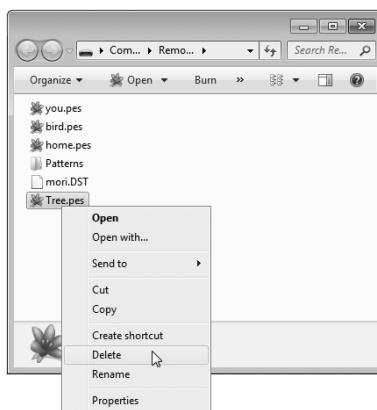 Com... Remo...
Search Re...
Organize
Open
Burn
»
you.pes
bird.pes
home.pes
Patterns
mori.DST
Tree.pes
Open
Open with...
Send to
Cut
Copy
Create shortcut
Delete
Rename
Properties